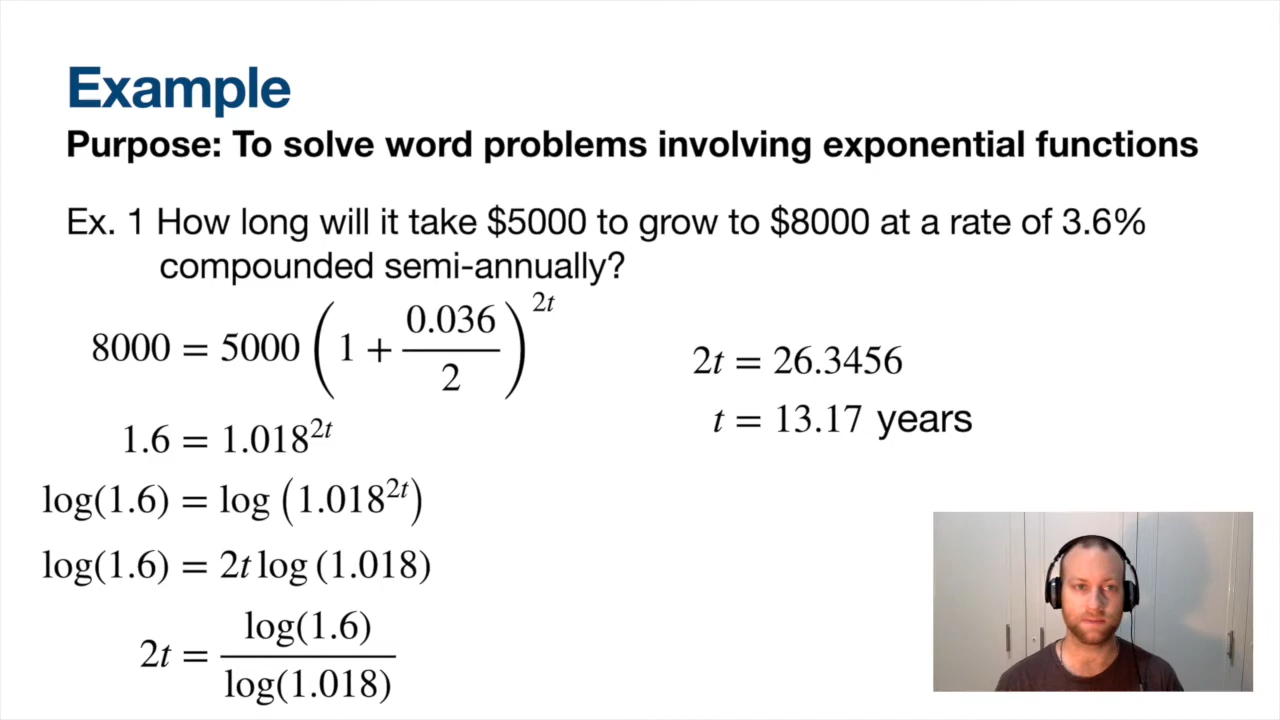 Example
Purpose: To solve word problems involving exponential functions
Ex. 1 How long will it take $5000 to grow to $8000 at a rate of 3.6%
compounded semi-annually?
8000 = 5000 (1 + 0.036/2)^2t
1.6 = 1.018^2t
log(1.6) = log (1.018^2t)
log(1.6) = 2t log (1.018)
2t = log(1.6)/log(1.018)
2t = 26.3456
t = 13.17 years